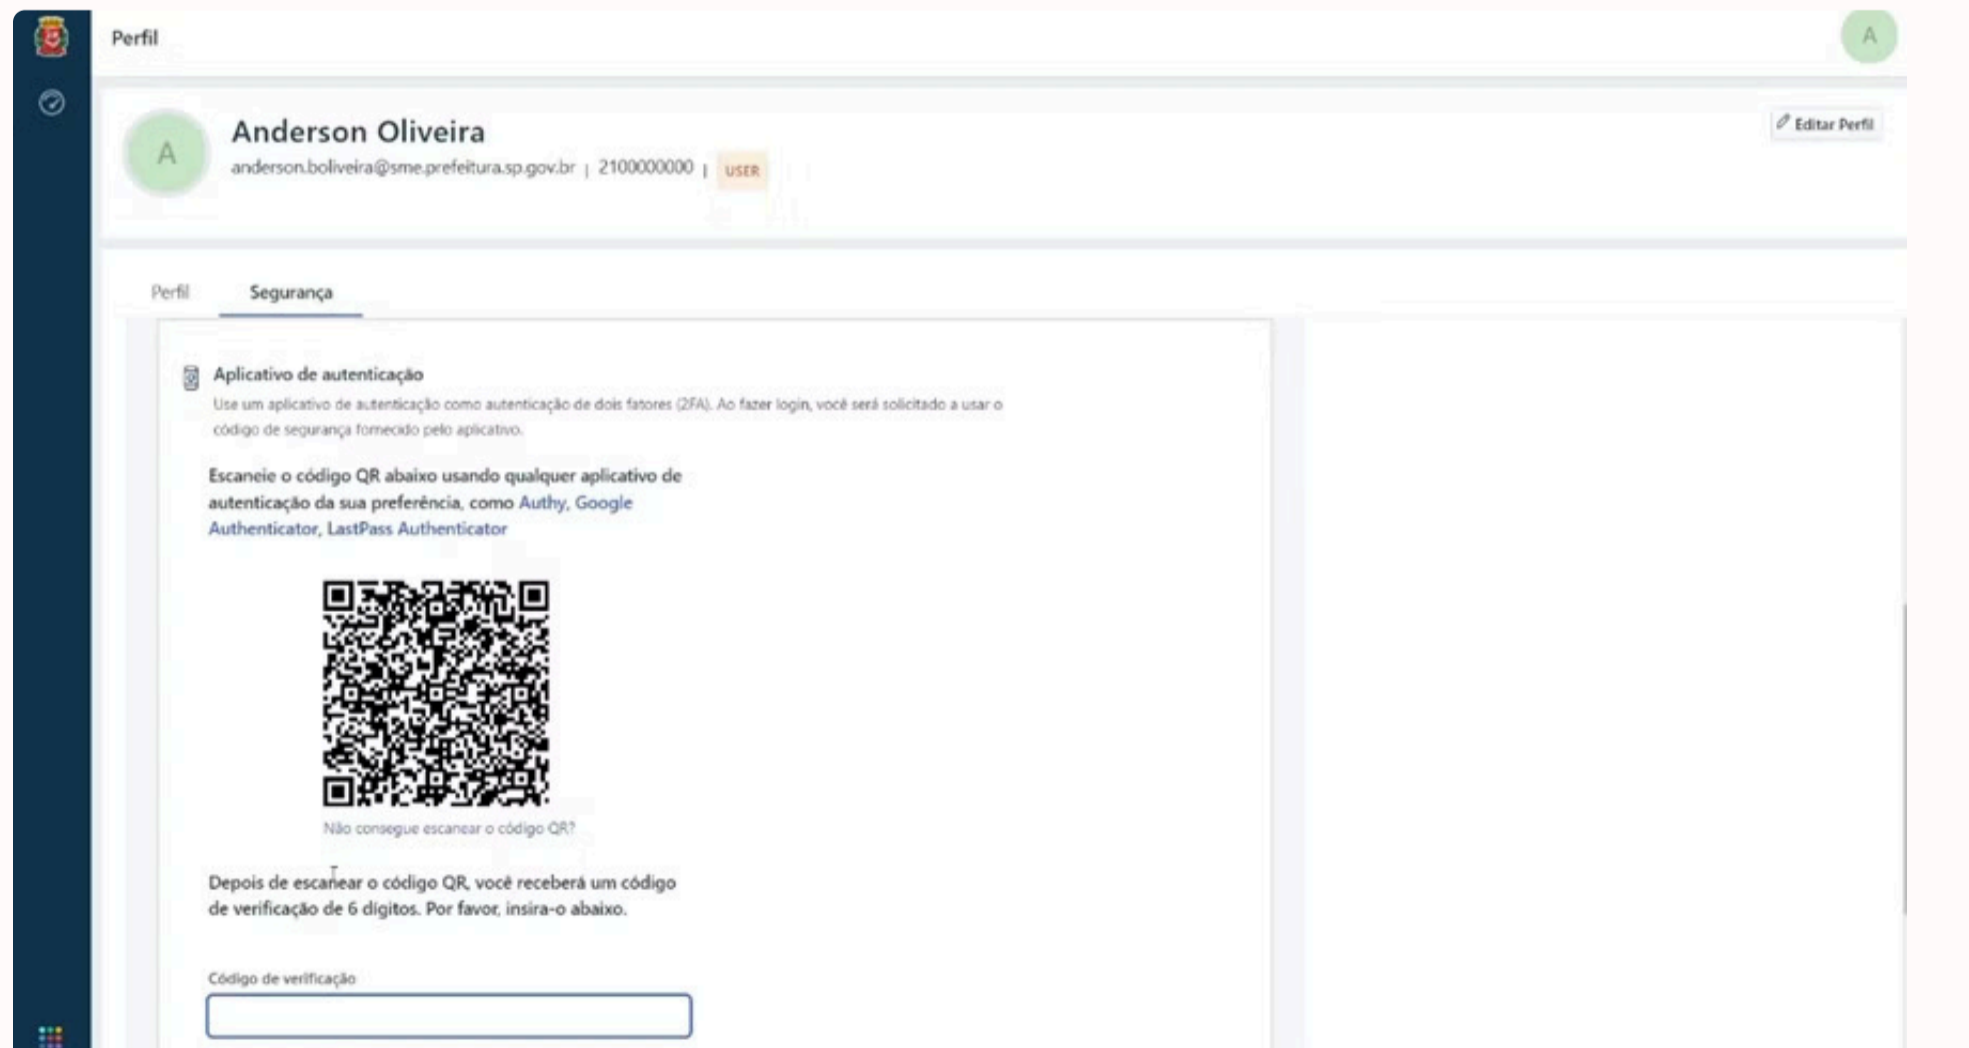 Perfil
A
A
Anderson Oliveira
Editar Perfil
anderson.boliveira@sme.prefeitura.sp.gov.br | 2100000000 | USER
Perfil
Segurança
Aplicativo de autenticação
Use um aplicativo de autenticação como autenticação de dois fatores (2FA). Ao fazer login, você será solicitado a usar o
código de segurança fornecido pelo aplicativo.
Escaneie o código QR abaixo usando qualquer aplicativo de
autenticação da sua preferência, como Authy, Google
Authenticator, LastPass Authenticator
Não consegue escanear o código QR?
Depois de escanear o código QR, você receberá um código
de verificação de 6 dígitos. Por favor, insira-o abaixo.
Código de verificação